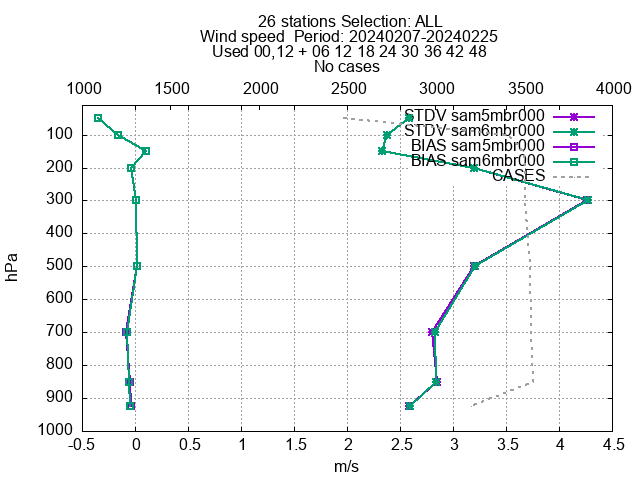 26 stations Selection: ALL
Wind speed  Period: 20240207-20240225
Used 00,12 + 06 12 18 24 30 36 42 48
No cases
1000 1500 2000 2500 3000 3500 4000
STDV sam5mbr000
100
STDV sam6mbr000
BIAS sam5mbr000
BIAS sam6mbr000
200
CASES
300
400
500
hPa
600
700
800
900
1000
-0.5 0 0.5 1 1.5 2 2.5 3 3.5 4 4.5
m/s